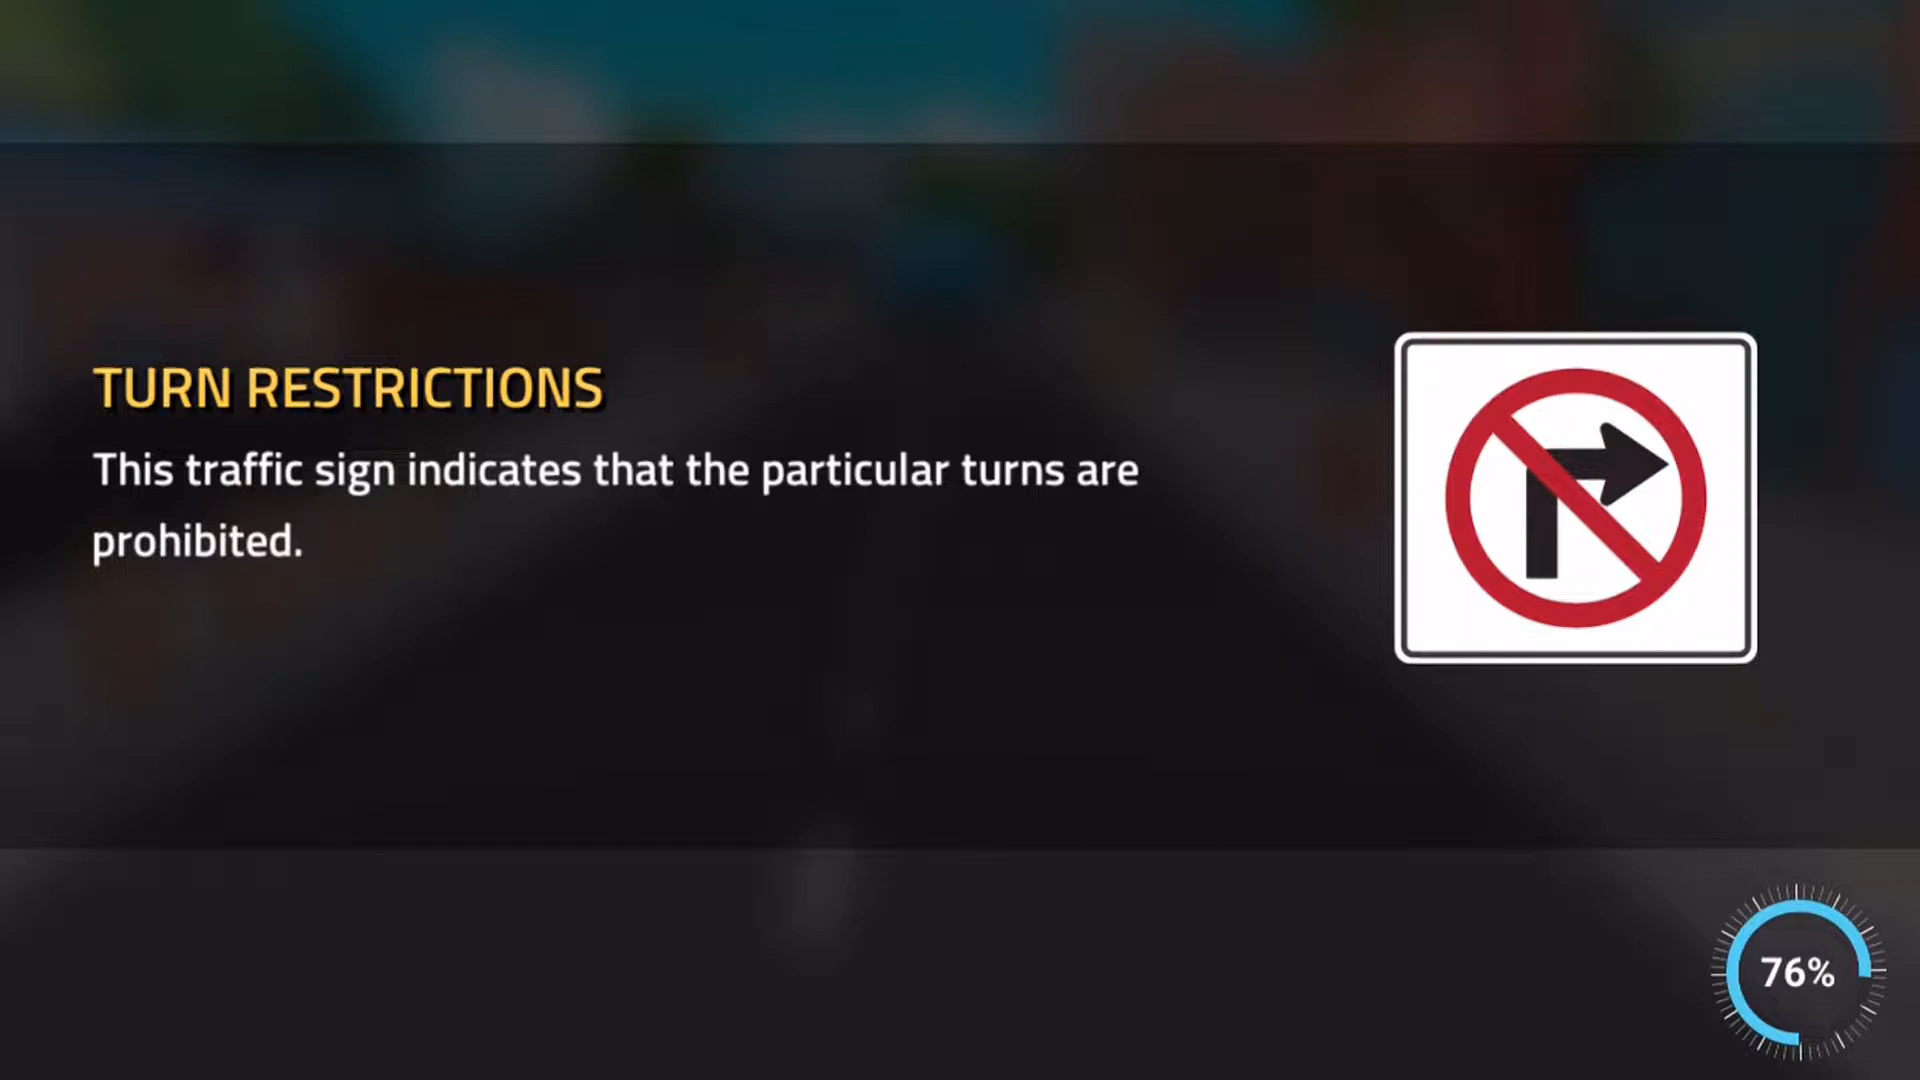 TURN RESTRICTIONS
This traffic sign indicates that the particular turns are
prohibited.
76%